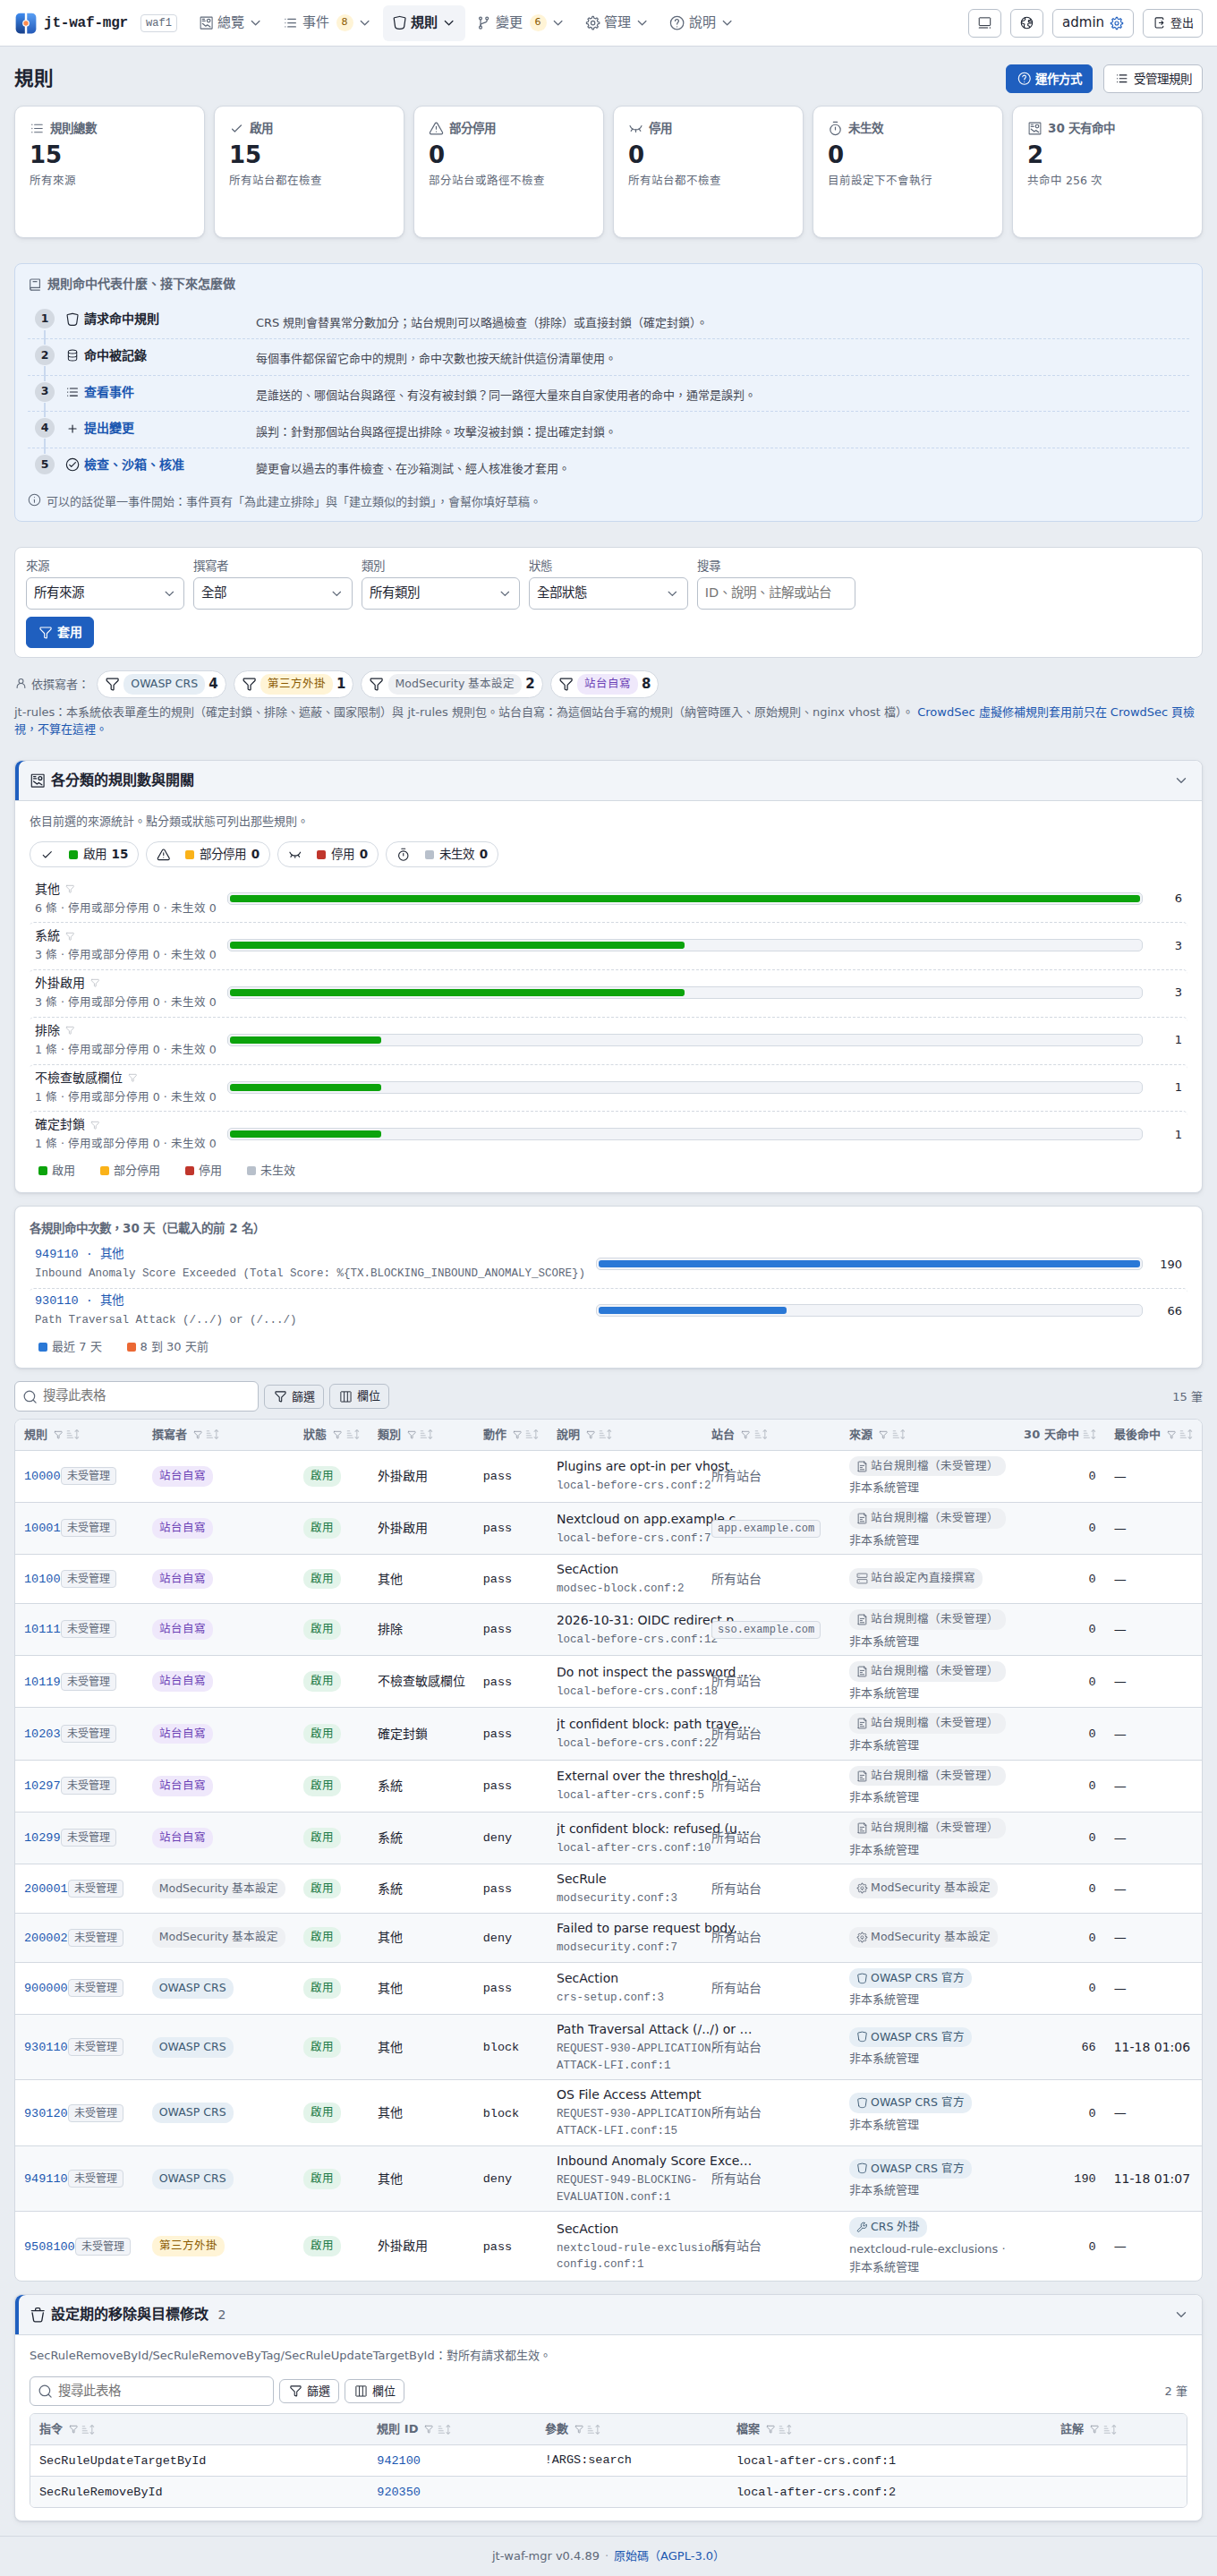 jt-waf-mgr waf1 總覽 事件 8 規則 變更 6 管理 說明 admin 登出
規則 運作方式 受管理規則
規則總數 啟用 部分停用 停用 未生效 30 天有命中
15 15 0 0 0 2
所有來源 所有站台都在檢查 部分站台或路徑不檢查 所有站台都不檢查 目前設定下不會執行 共命中 256 次
規則命中代表什麼、接下來怎麼做
1 請求命中規則 CRS 規則會替異常分數加分；站台規則可以略過檢查（排除）或直接封鎖（確定封鎖）。
2 命中被記錄 每個事件都保留它命中的規則，命中次數也按天統計供這份清單使用。
3 查看事件 是誰送的、哪個站台與路徑、有沒有被封鎖？同一路徑大量來自自家使用者的命中，通常是誤判。
4 提出變更 誤判：針對那個站台與路徑提出排除。攻擊沒被封鎖：提出確定封鎖。
5 檢查、沙箱、核准 變更會以過去的事件檢查、在沙箱測試、經人核准後才套用。
可以的話從單一事件開始：事件頁有「為此建立排除」與「建立類似的封鎖」，會幫你填好草稿。
來源 撰寫者 類別 狀態 搜尋
所有來源 全部 所有類別 全部狀態 ID、說明、註解或站台
套用
依撰寫者： OWASP CRS 4 第三方外掛 1 ModSecurity 基本設定 2 站台自寫 8
jt-rules：本系統依表單產生的規則（確定封鎖、排除、遮蔽、國家限制）與 jt-rules 規則包。站台自寫：為這個站台手寫的規則（納管時匯入、原始規則、nginx vhost 檔）。 CrowdSec 虛擬修補規則套用前只在 CrowdSec 頁檢
視，不算在這裡。
各分類的規則數與開關
依目前選的來源統計。點分類或狀態可列出那些規則。
啟用 15 部分停用 0 停用 0 未生效 0
其他
6 條 · 停用或部分停用 0 · 未生效 0 6
系統
3 條 · 停用或部分停用 0 · 未生效 0 3
外掛啟用
3 條 · 停用或部分停用 0 · 未生效 0 3
排除
1 條 · 停用或部分停用 0 · 未生效 0 1
不檢查敏感欄位
1 條 · 停用或部分停用 0 · 未生效 0 1
確定封鎖
1 條 · 停用或部分停用 0 · 未生效 0 1
啟用 部分停用 停用 未生效
各規則命中次數，30 天（已載入的前 2 名）
949110 · 其他
Inbound Anomaly Score Exceeded (Total Score: %{TX.BLOCKING_INBOUND_ANOMALY_SCORE}) 190
930110 · 其他
Path Traversal Attack (/../) or (/.../) 66
最近 7 天 8 到 30 天前
搜尋此表格 篩選 欄位 15 筆
規則 撰寫者 狀態 類別 動作 說明 站台 來源 30 天命中 最後命中
10000 未受管理 站台自寫 啟用 外掛啟用 pass Plugins are opt-in per vhost. local-before-crs.conf:2 所有站台 站台規則檔（未受管理） 非本系統管理 0 —
10001 未受管理 站台自寫 啟用 外掛啟用 pass Nextcloud on app.example.c local-before-crs.conf:7 app.example.com 站台規則檔（未受管理） 非本系統管理 0 —
10100 未受管理 站台自寫 啟用 其他 pass SecAction modsec-block.conf:2 所有站台 站台設定內直接撰寫 0 —
10111 未受管理 站台自寫 啟用 排除 pass 2026-10-31: OIDC redirect p local-before-crs.conf:12 sso.example.com 站台規則檔（未受管理） 非本系統管理 0 —
10119 未受管理 站台自寫 啟用 不檢查敏感欄位 pass Do not inspect the password … local-before-crs.conf:18 所有站台 站台規則檔（未受管理） 非本系統管理 0 —
10203 未受管理 站台自寫 啟用 確定封鎖 pass jt confident block: path trave… local-before-crs.conf:22 所有站台 站台規則檔（未受管理） 非本系統管理 0 —
10297 未受管理 站台自寫 啟用 系統 pass External over the threshold -… local-after-crs.conf:5 所有站台 站台規則檔（未受管理） 非本系統管理 0 —
10299 未受管理 站台自寫 啟用 系統 deny jt confident block: refused (u… local-after-crs.conf:10 所有站台 站台規則檔（未受管理） 非本系統管理 0 —
200001 未受管理 ModSecurity 基本設定 啟用 系統 pass SecRule modsecurity.conf:3 所有站台 ModSecurity 基本設定 0 —
200002 未受管理 ModSecurity 基本設定 啟用 其他 deny Failed to parse request body. modsecurity.conf:7 所有站台 ModSecurity 基本設定 0 —
900000 未受管理 OWASP CRS 啟用 其他 pass SecAction crs-setup.conf:3 所有站台 OWASP CRS 官方 非本系統管理 0 —
930110 未受管理 OWASP CRS 啟用 其他 block Path Traversal Attack (/../) or … REQUEST-930-APPLICATION-ATTACK-LFI.conf:1 所有站台 OWASP CRS 官方 非本系統管理 66 11-18 01:06
930120 未受管理 OWASP CRS 啟用 其他 block OS File Access Attempt REQUEST-930-APPLICATION-ATTACK-LFI.conf:15 所有站台 OWASP CRS 官方 非本系統管理 0 —
949110 未受管理 OWASP CRS 啟用 其他 deny Inbound Anomaly Score Exce… REQUEST-949-BLOCKING-EVALUATION.conf:1 所有站台 OWASP CRS 官方 非本系統管理 190 11-18 01:07
9508100 未受管理 第三方外掛 啟用 外掛啟用 pass SecAction nextcloud-rule-exclusions-config.conf:1 所有站台 CRS 外掛 nextcloud-rule-exclusions · 非本系統管理 0 —
設定期的移除與目標修改 2
SecRuleRemoveById/SecRuleRemoveByTag/SecRuleUpdateTargetById：對所有請求都生效。
搜尋此表格 篩選 欄位 2 筆
指令 規則 ID 參數 檔案 註解
SecRuleUpdateTargetById 942100 !ARGS:search local-after-crs.conf:1
SecRuleRemoveById 920350 local-after-crs.conf:2
jt-waf-mgr v0.4.89 · 原始碼（AGPL-3.0）